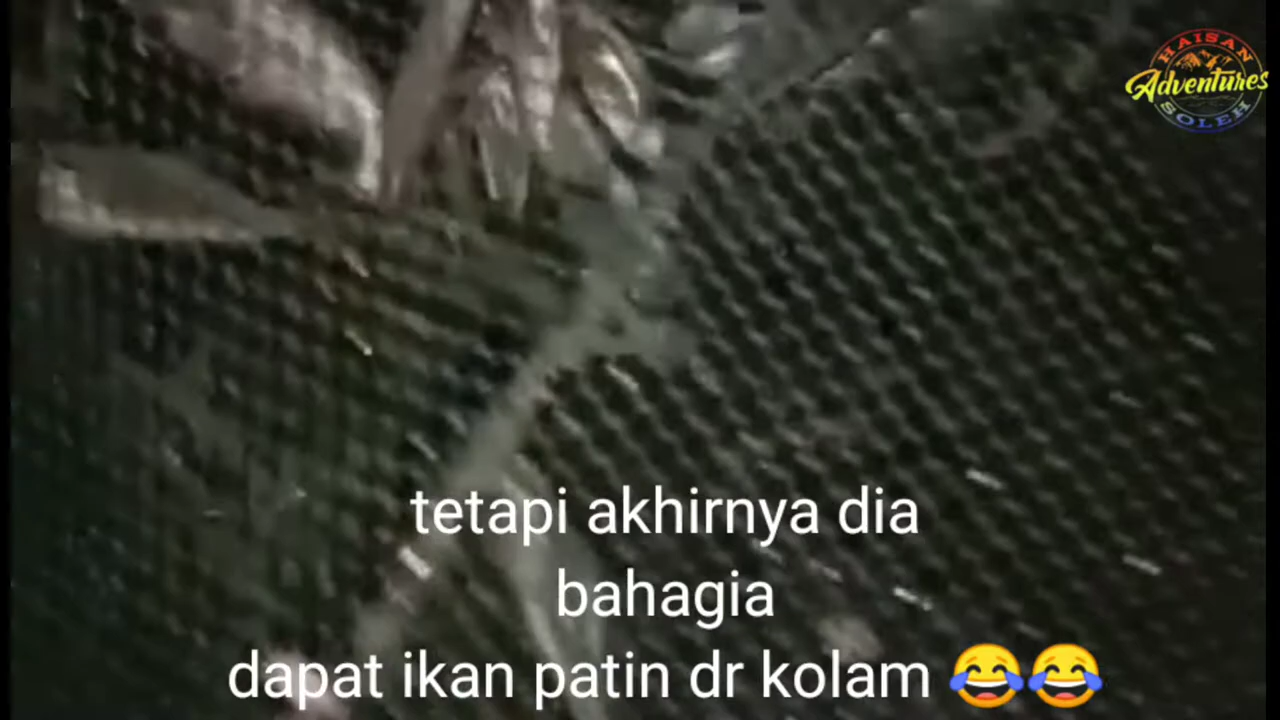 HAISAN
Adventures
SOLEH
tetapi akhirnya dia
bahagia
dapat ikan patin dr kolam 😂😂